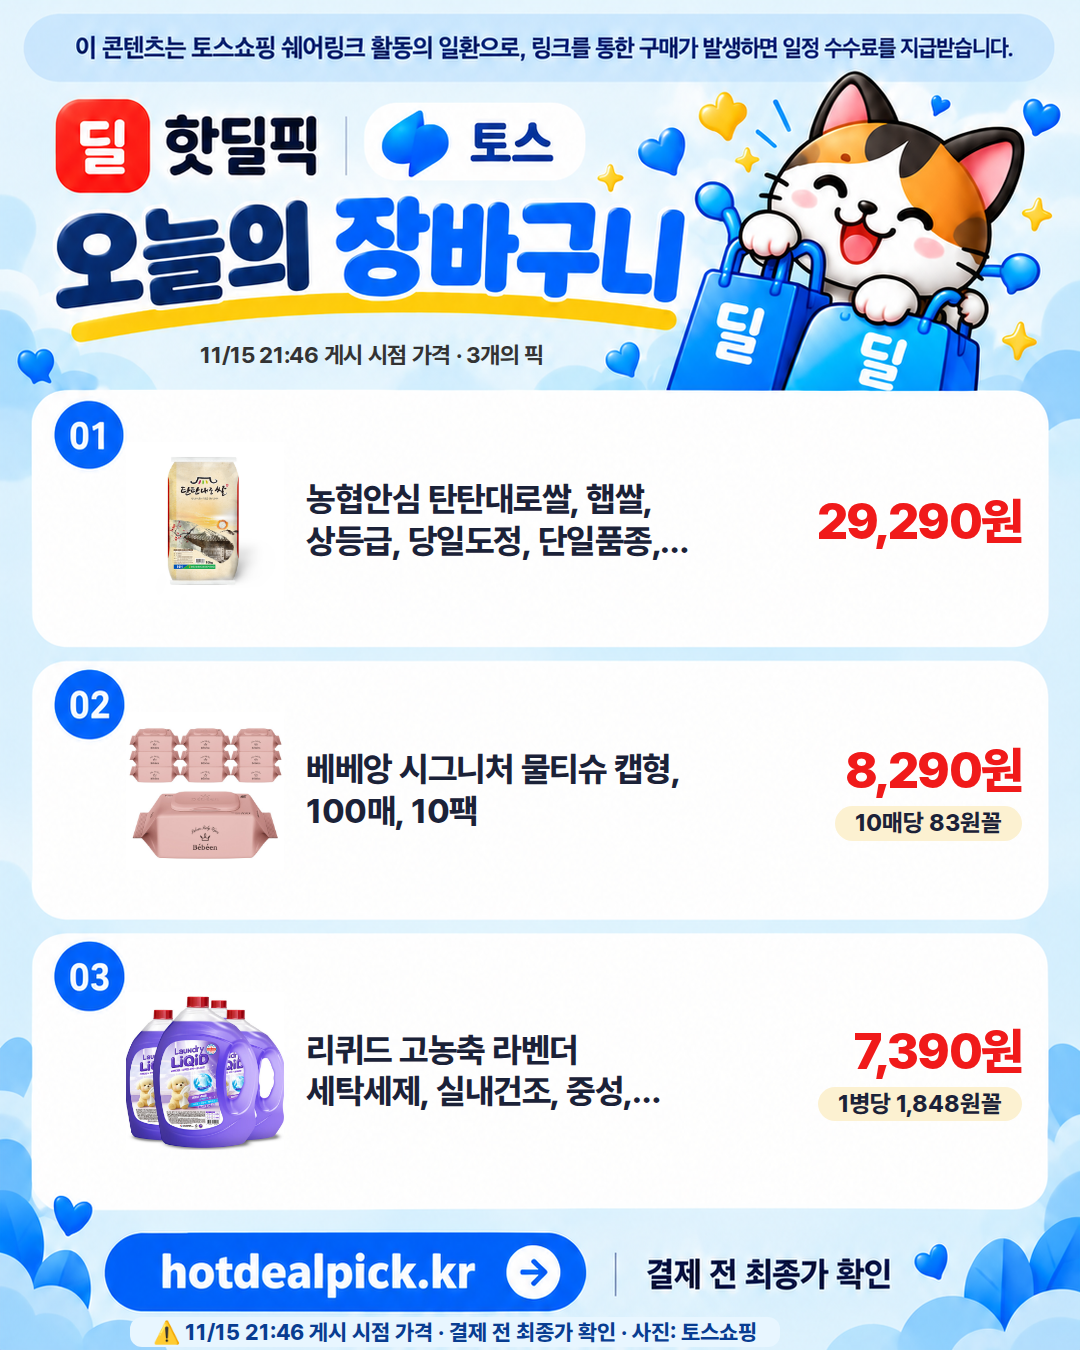 이 콘텐츠는 토스쇼핑 쉐어링크 활동의 일환으로, 링크를 통한 구매가 발생하면 일정 수수료를 지급받습니다.
딜 핫딜픽 토스
오늘의 장바구니
딜
딜
11/15 21:46 게시 시점 가격 · 3개의 픽
01
탄탄대로쌀
농협안심 탄탄대로쌀, 햅쌀,
상등급, 당일도정, 단일품종,...
29,290원
02
Bébéen
베베앙 시그니처 물티슈 캡형,
100매, 10팩
8,290원
10매당 83원꼴
03
Laundry
LiQiD
리퀴드 고농축 라벤더
세탁세제, 실내건조, 중성,...
7,390원
1병당 1,848원꼴
hotdealpick.kr
결제 전 최종가 확인
⚠️ 11/15 21:46 게시 시점 가격 · 결제 전 최종가 확인 · 사진: 토스쇼핑